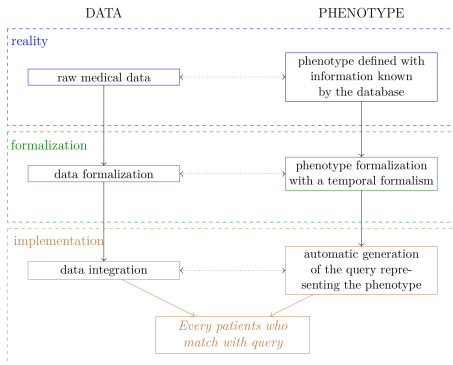 DATA
PHENOTYPE
reality
raw medical data
phenotype defined with
information known
by the database
formalization
data formalization
phenotype formalization
with a temporal formalism
implementation
data integration
automatic generation
of the query repre-
senting the phenotype
Every patients who
match with query